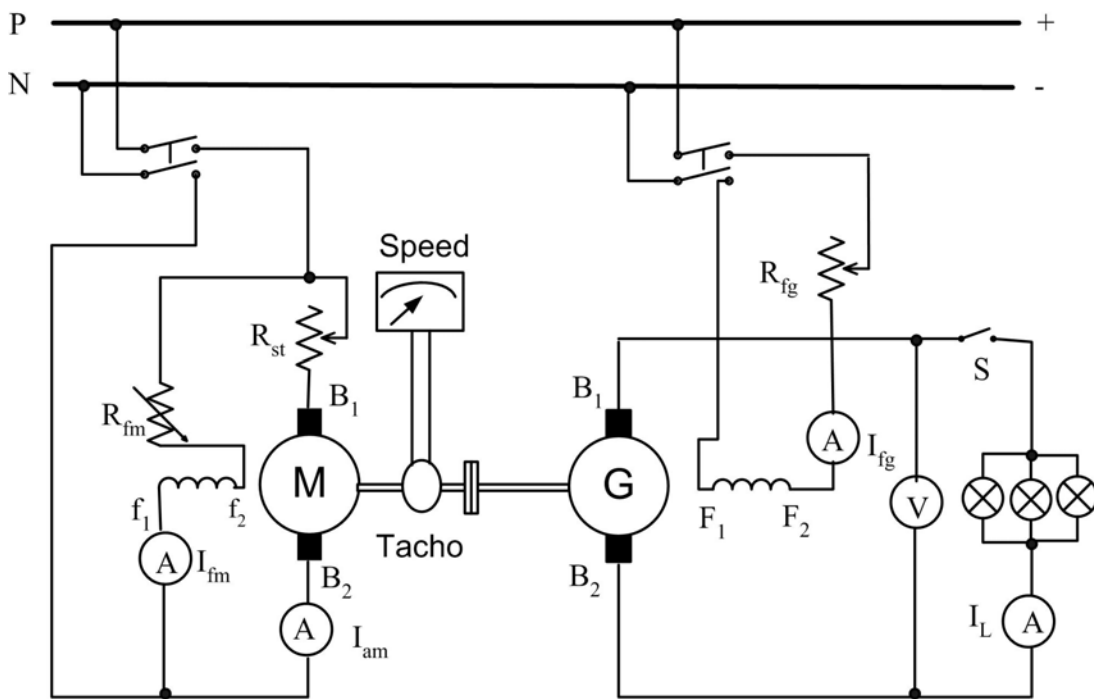 P +
N -
Speed
R_fg
R_st
B_1 B_1
R_fm
A I_fg
M G
V
f_1 f_2 F_1 F_2
Tacho
A I_fm
B_2 B_2
S
I_L A
A I_am